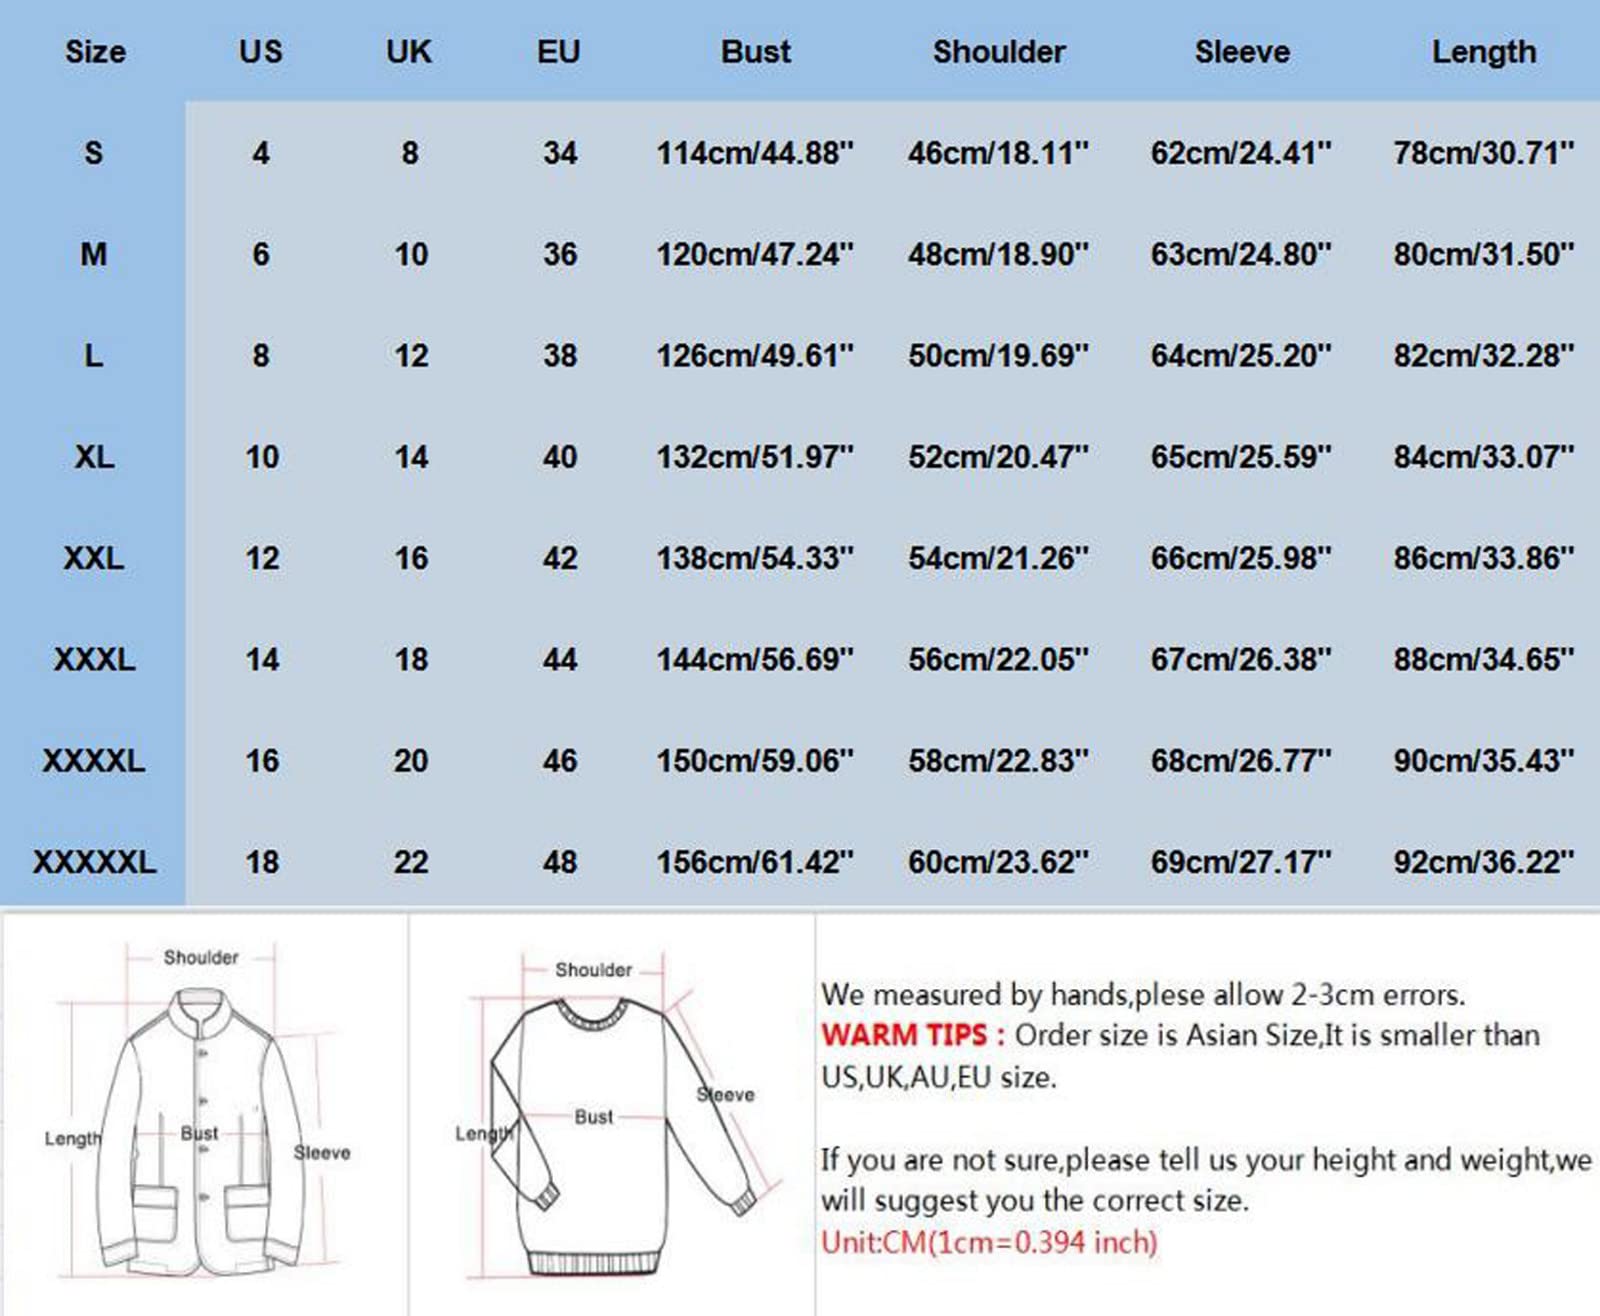 Size US UK EU Bust Shoulder Sleeve Length
S 4 8 34 114cm/44.88" 46cm/18.11" 62cm/24.41" 78cm/30.71"
M 6 10 36 120cm/47.24" 48cm/18.90" 63cm/24.80" 80cm/31.50"
L 8 12 38 126cm/49.61" 50cm/19.69" 64cm/25.20" 82cm/32.28"
XL 10 14 40 132cm/51.97" 52cm/20.47" 65cm/25.59" 84cm/33.07"
XXL 12 16 42 138cm/54.33" 54cm/21.26" 66cm/25.98" 86cm/33.86"
XXXL 14 18 44 144cm/56.69" 56cm/22.05" 67cm/26.38" 88cm/34.65"
XXXXL 16 20 46 150cm/59.06" 58cm/22.83" 68cm/26.77" 90cm/35.43"
XXXXXL 18 22 48 156cm/61.42" 60cm/23.62" 69cm/27.17" 92cm/36.22"
Shoulder
Length
Bust
Sleeve
Shoulder
Sleeve
Bust
Length
We measured by hands,plese allow 2-3cm errors.
WARM TIPS : Order size is Asian Size,It is smaller than
US,UK,AU,EU size.
If you are not sure,please tell us your height and weight,we
will suggest you the correct size.
Unit:CM(1cm=0.394 inch)